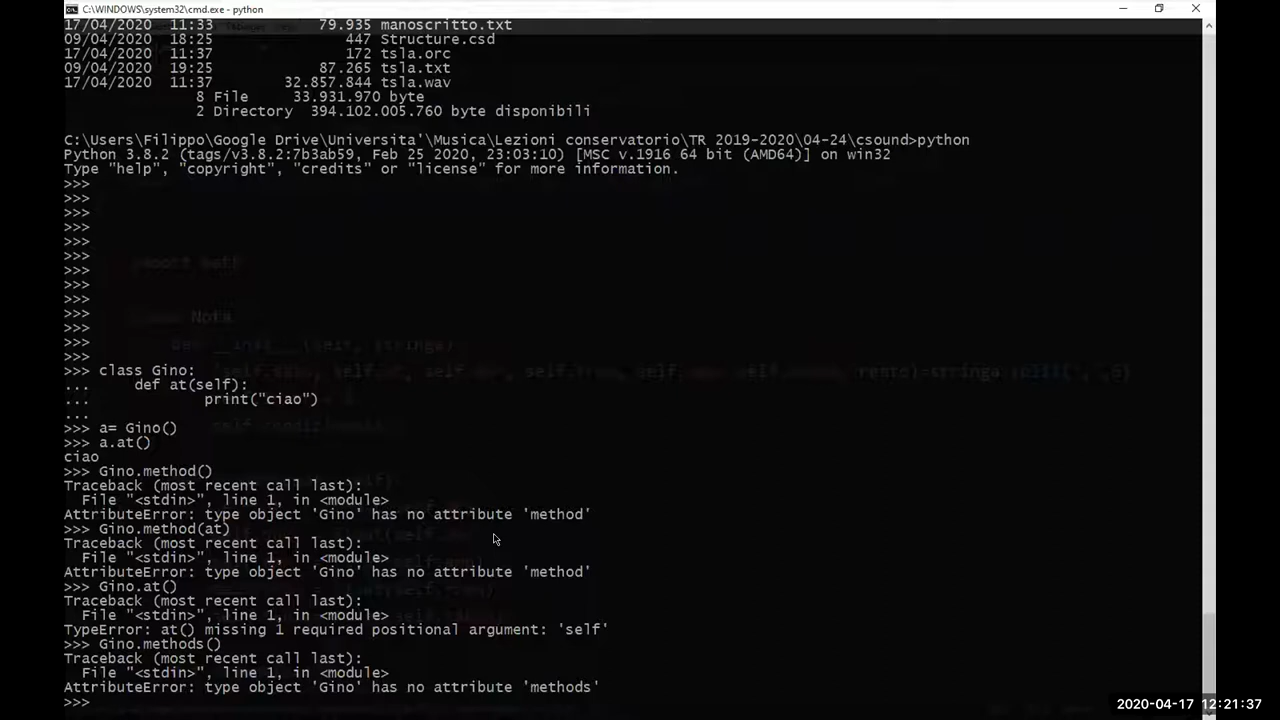 C:\WINDOWS\system32\cmd.exe - python
17/04/2020  11:33            79.935 manoscritto.txt
09/04/2020  18:25               447 Structure.csd
17/04/2020  11:37               172 tsla.orc
09/04/2020  19:25            87.265 tsla.txt
17/04/2020  11:37        32.857.844 tsla.wav
               8 File     33.931.970 byte
               2 Directory  394.102.005.760 byte disponibili
C:\Users\Filippo\Google Drive\Universita'\Musica\Lezioni conservatorio\TR 2019-2020\04-24\csound>python
Python 3.8.2 (tags/v3.8.2:7b3ab59, Feb 25 2020, 23:03:10) [MSC v.1916 64 bit (AMD64)] on win32
Type "help", "copyright", "credits" or "license" for more information.
>>>
>>>
>>>
>>>
>>>
>>>
>>>
>>>
>>>
>>>
>>>
>>>
>>>
>>> class Gino:
...     def at(self):
...             print("ciao")
...
>>> a= Gino()
>>> a.at()
ciao
>>> Gino.method()
Traceback (most recent call last):
  File "<stdin>", line 1, in <module>
AttributeError: type object 'Gino' has no attribute 'method'
>>> Gino.method(at)
Traceback (most recent call last):
  File "<stdin>", line 1, in <module>
AttributeError: type object 'Gino' has no attribute 'method'
>>> Gino.at()
Traceback (most recent call last):
  File "<stdin>", line 1, in <module>
TypeError: at() missing 1 required positional argument: 'self'
>>> Gino.methods()
Traceback (most recent call last):
  File "<stdin>", line 1, in <module>
AttributeError: type object 'Gino' has no attribute 'methods'
>>>
2020-04-17 12:21:37